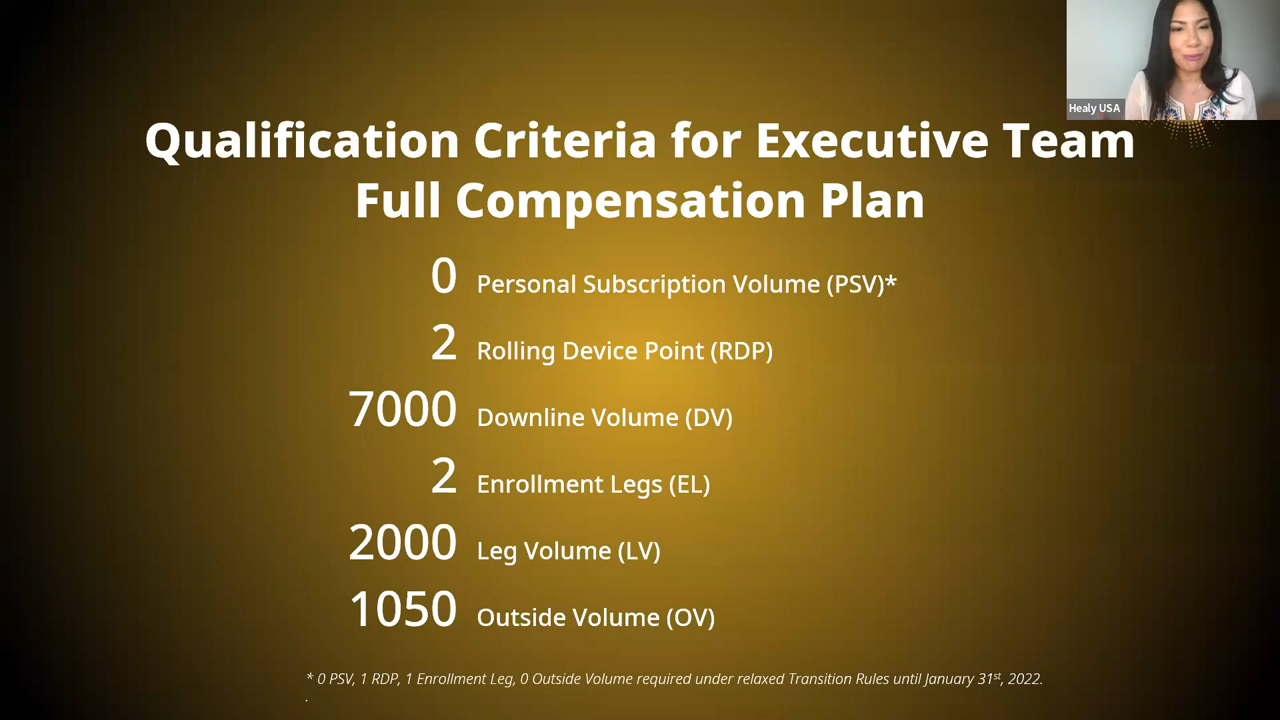 Healy USA
Qualification Criteria for Executive Team
Full Compensation Plan
0 Personal Subscription Volume (PSV)*
2 Rolling Device Point (RDP)
7000 Downline Volume (DV)
2 Enrollment Legs (EL)
2000 Leg Volume (LV)
1050 Outside Volume (OV)
* 0 PSV, 1 RDP, 1 Enrollment Leg, 0 Outside Volume required under relaxed Transition Rules until January 31st, 2022.
.